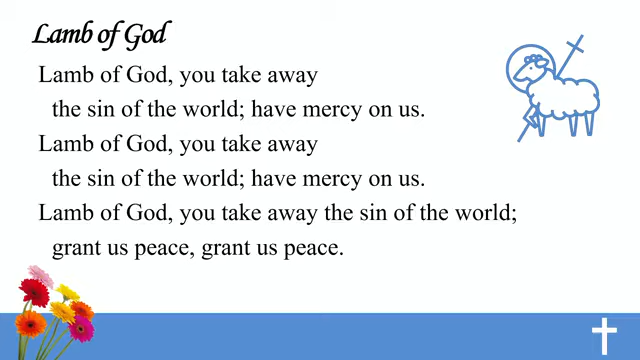 Lamb of God
Lamb of God, you take away
the sin of the world; have mercy on us.
Lamb of God, you take away
the sin of the world; have mercy on us.
Lamb of God, you take away the sin of the world;
grant us peace, grant us peace.